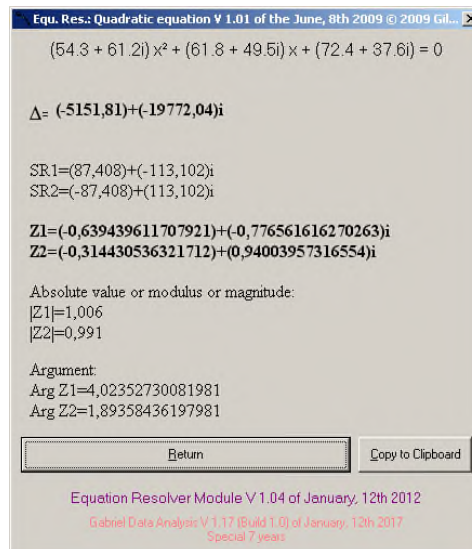 Equ. Res.: Quadratic equation V 1.01 of the June, 8th 2009 © 2009 Gil...
(54.3 + 61.2i) x² + (61.8 + 49.5i) x + (72.4 + 37.6i) = 0
Δ= (-5151,81)+(-19772,04)i
SR1=(87,408)+(-113,102)i
SR2=(-87,408)+(113,102)i
Z1=(-0,639439611707921)+(-0,776561616270263)i
Z2=(-0,314430536321712)+(0,94003957316554)i
Absolute value or modulus or magnitude:
|Z1|=1,006
|Z2|=0,991
Argument:
Arg Z1=4,02352730081981
Arg Z2=1,89358436197981
Return
Copy to Clipboard
Equation Resolver Module V 1.04 of January, 12th 2012
Gabriel Data Analysis V 1.17 (Build 1.0) of January, 12th 2017
Special 7 years